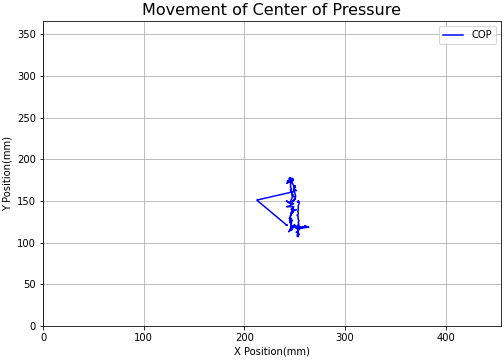 Movement of Center of Pressure
COP
350
300
250
200
150
100
50
0
Y Position(mm)
0 100 200 300 400
X Position(mm)